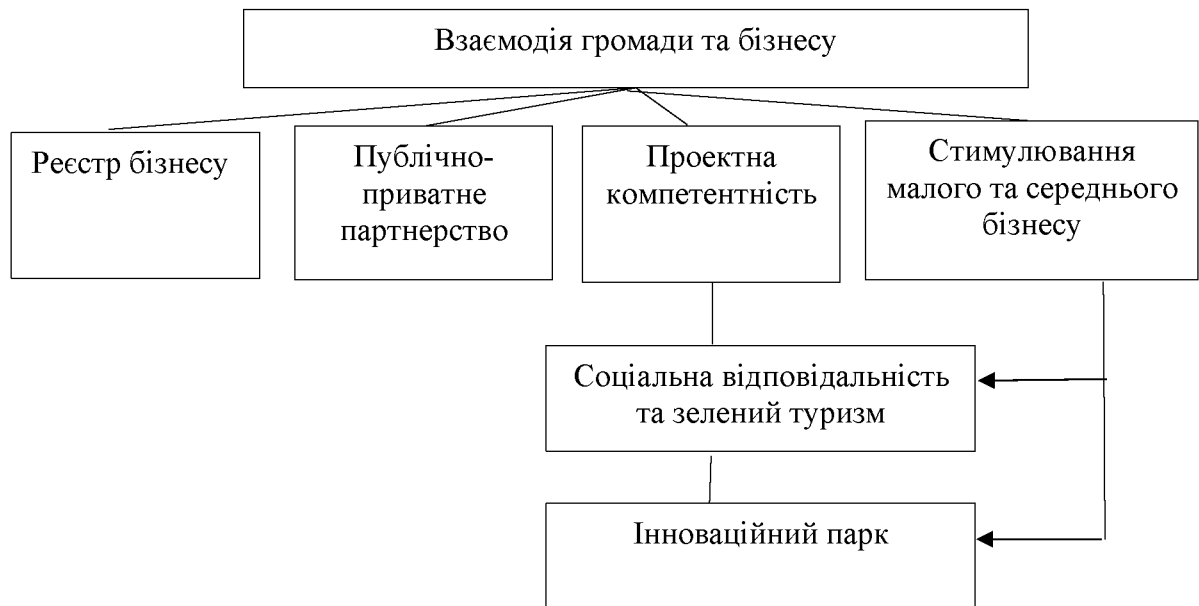 Взаємодія громади та бізнесу
Реєстр бізнесу
Публічно-
приватне
партнерство
Проектна
компетентність
Стимулювання
малого та середнього
бізнесу
Соціальна відповідальність
та зелений туризм
Інноваційний парк